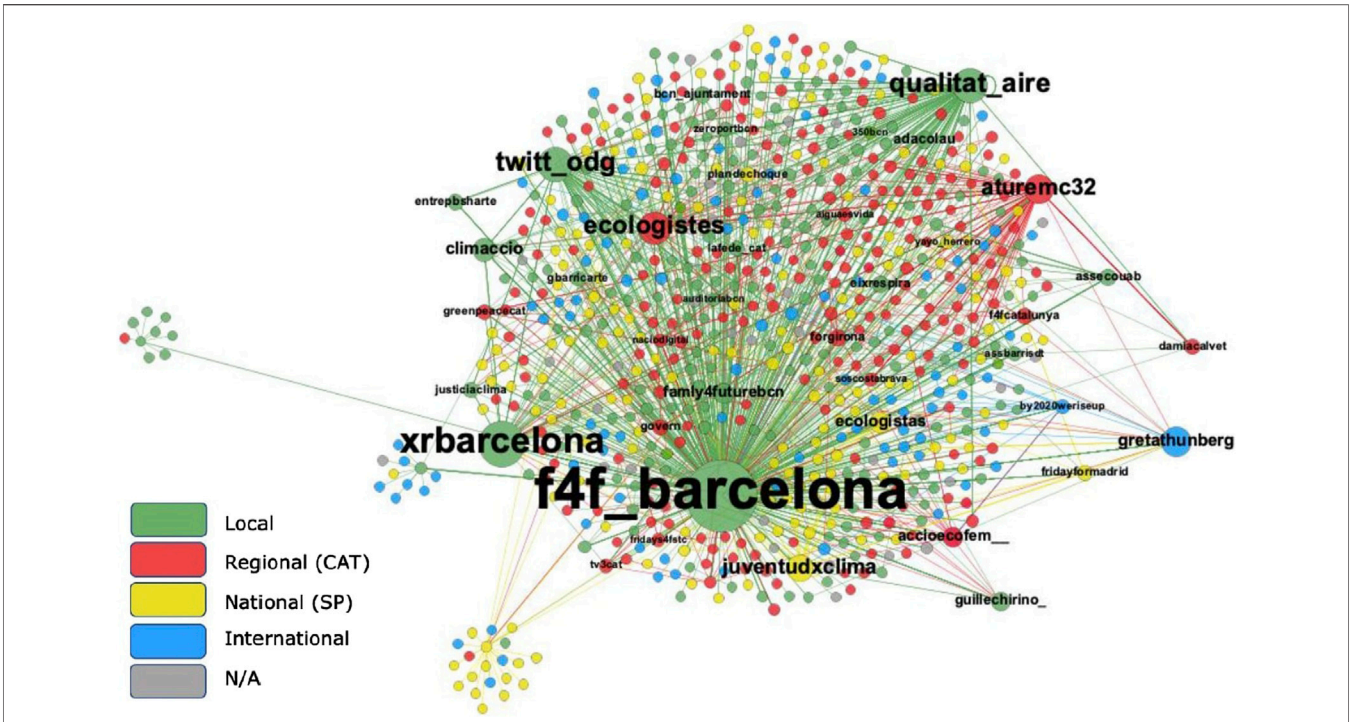 qualitat_aire
bcn_ajuntament
zeroportbcn
350bcn
adacolau
twitt_odg
plandechoque
aturemc32
entrepbsharte
aiguaesvida
ecologistes
yayo_herrero
climaccio
lafede_cat
gbarricarte
eixrespira
assecouab
auditoriabcn
greenpeacecat
f4fcatalunya
naciodigital
forgirona
damiacalvet
assbarrisdt
soscostabrava
justiciaclima
famly4futurebcn
by2020weriseup
govern
ecologistas
xrbarcelona
gretathunberg
fridayformadrid
f4f_barcelona
Local
accioecofem__
fridays4fstc
Regional (CAT)
tv3cat
juventudxclima
National (SP)
guillechirino_
International
N/A